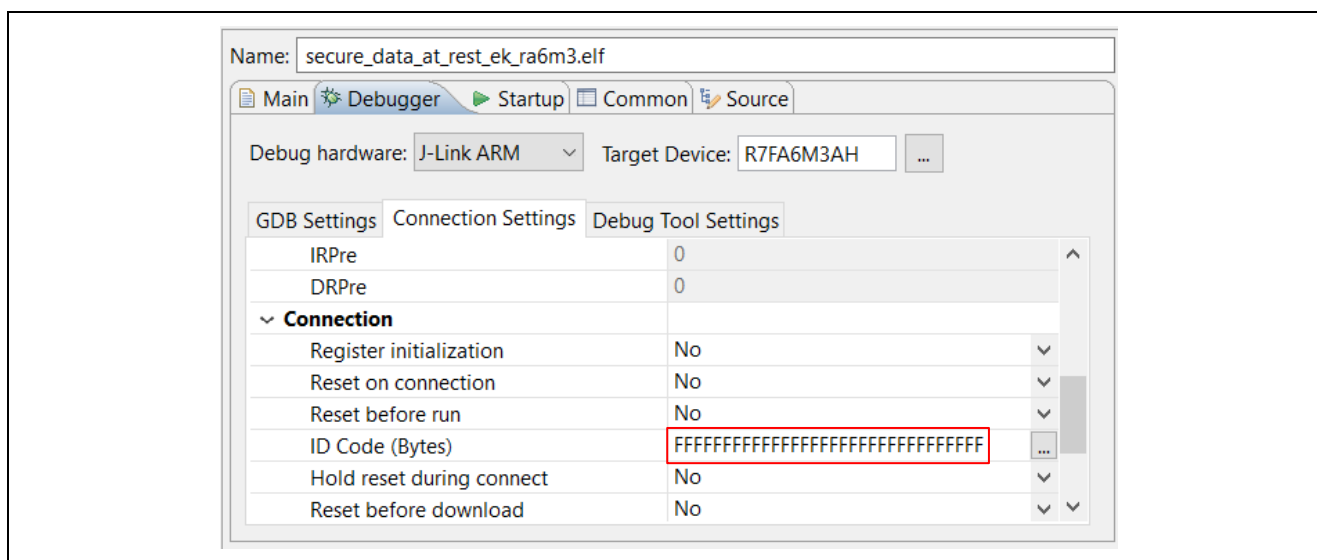 Name: secure_data_at_rest_ek_ra6m3.elf
Main Debugger Startup Common Source
Debug hardware: J-Link ARM Target Device: R7FA6M3AH ...
GDB Settings Connection Settings Debug Tool Settings
IRPre 0
DRPre 0
Connection
Register initialization No
Reset on connection No
Reset before run No
ID Code (Bytes) FFFFFFFFFFFFFFFFFFFFFFFFFFFFFFFF ...
Hold reset during connect No
Reset before download No